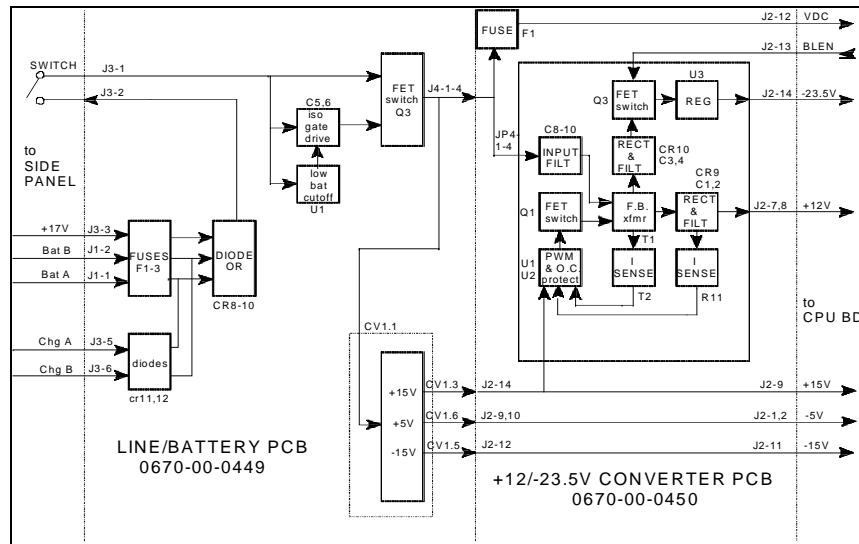 SWITCH
J3-1
J3-2
to
SIDE
PANEL
+17V J3-3
Bat B J1-2
Bat A J1-1
FUSES
F1-3
DIODE
OR
CR8-10
Chg A J3-5
Chg B J3-6
diodes
cr11,12
LINE/BATTERY PCB
0670-00-0449
C5,6
iso
gate
drive
low
bat
cutoff
U1
FET
switch
Q3
J4-1-4
CV1.1
+15V
+5V
-15V
CV1.3
CV1.6
CV1.5
J2-14
J2-9,10
J2-12
FUSE
F1
JP4-
1-4
C8-10
INPUT
FILT
Q3
FET
switch
U3
REG
RECT
&
FILT
CR10
C3,4
Q1
FET
switch
F.B.
xfmr
T1
CR9
C1,2
RECT
&
FILT
U1
U2
PWM
& O.C.
protect
I
SENSE
T2
I
SENSE
R11
J2-12 VDC
J2-13 BLEN
J2-14 -23.5V
J2-7,8 +12V
to
CPU BD
J2-9 +15V
J2-1,2 -5V
J2-11 -15V
+12/-23.5V CONVERTER PCB
0670-00-0450